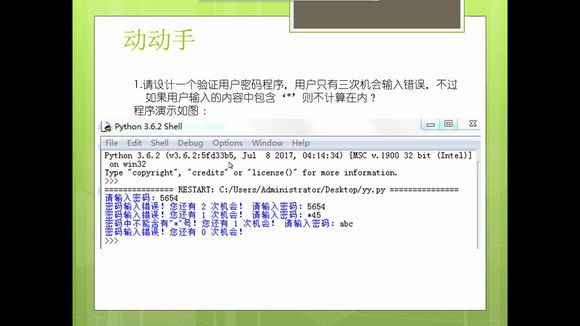 动动手
1.请设计一个验证用户密码程序，用户只有三次机会输入错误，不过
如果用户输入的内容中包含‘*’则不计算在内？
程序演示如图：
Python 3.6.2 Shell
File Edit Shell Debug Options Window Help
Python 3.6.2 (v3.6.2:5fd33b5, Jul  8 2017, 04:14:34) [MSC v.1900 32 bit (Intel)]
on win32
Type "copyright", "credits" or "license()" for more information.
>>>
=============== RESTART: C:/Users/Administrator/Desktop/yy.py ===============
请输入密码: 5654
密码输入错误! 您还有 2 次机会! 请输入密码: 5654
密码输入错误! 您还有 1 次机会! 请输入密码: *45
密码中不能含有"*"号! 您还有 1 次机会! 请输入密码: abc
密码输入错误! 您还有 0 次机会!
>>>